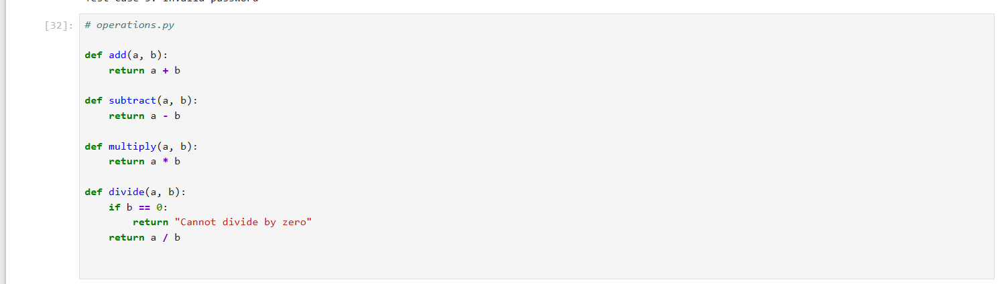 [32]: # operations.py
def add(a, b):
    return a + b
def subtract(a, b):
    return a - b
def multiply(a, b):
    return a * b
def divide(a, b):
    if b == 0:
        return "Cannot divide by zero"
    return a / b